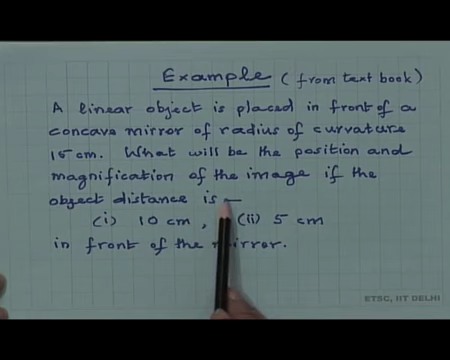 Example (from text book)
A linear object is placed in front of a
concave mirror of radius of curvature
15 cm. What will be the position and
magnification of the image if the
object distance is —
(i) 10 cm, (ii) 5 cm
in front of the mirror.
ETSC, IIT DELHI